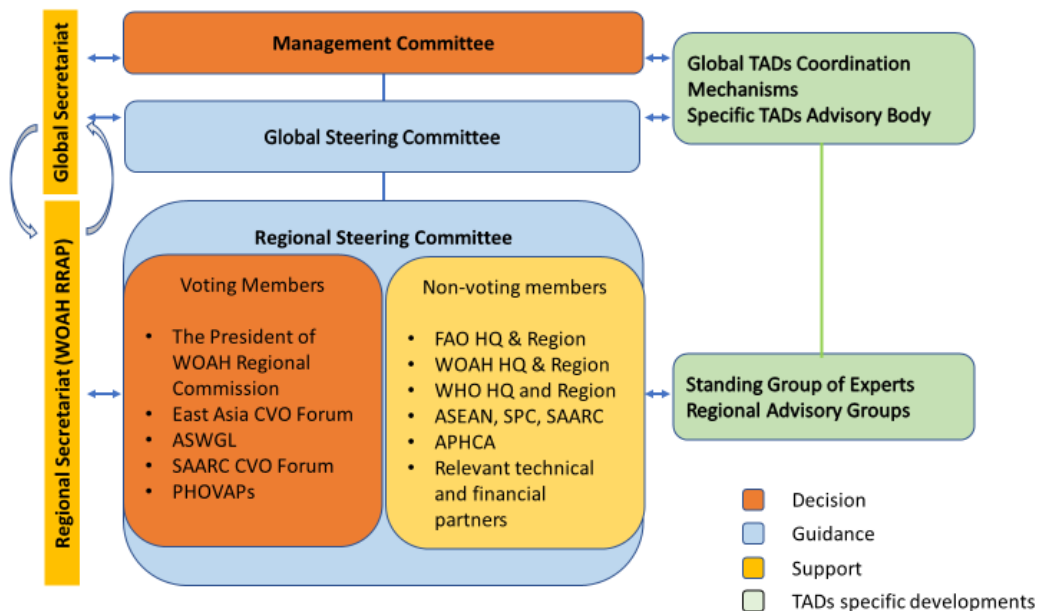 Global Secretariat
Management Committee
Global TADs Coordination
Mechanisms
Specific TADs Advisory Body
Global Steering Committee
Regional Secretariat (WOAH RRAP)
Regional Steering Committee
Voting Members
• The President of
WOAH Regional
Commission
• East Asia CVO Forum
• ASWGL
• SAARC CVO Forum
• PHOVAPs
Non-voting members
• FAO HQ & Region
• WOAH HQ & Region
• WHO HQ and Region
• ASEAN, SPC, SAARC
• APHCA
• Relevant technical
and financial
partners
Standing Group of Experts
Regional Advisory Groups
Decision
Guidance
Support
TADs specific developments